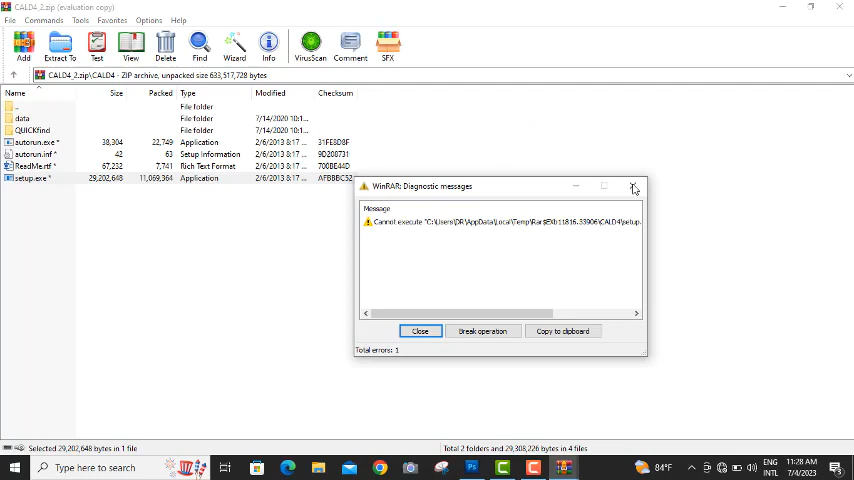 CALD4_2.zip (evaluation copy)
File Commands Tools Favorites Options Help
Add Extract To Test View Delete Find Wizard Info VirusScan Comment SFX
CALD4_2.zip\CALD4 - ZIP archive, unpacked size 633,517,728 bytes
Name Size Packed Type Modified Checksum
.. File folder
data File folder 7/14/2020 10:1...
QUICKfind File folder 7/14/2020 10:1...
autorun.exe * 38,304 22,749 Application 2/6/2013 8:17 ... 31FE8D8F
autorun.inf * 42 63 Setup Information 2/6/2013 8:17 ... 9D208731
ReadMe.rtf * 67,232 7,741 Rich Text Format 2/6/2013 8:17 ... 700BE44D
setup.exe * 29,202,648 11,069,364 Application 2/6/2013 8:17 ... AFBBBC52
WinRAR: Diagnostic messages
Message
Cannot execute "C:\Users\DR\AppData\Local\Temp\Rar$EXb11816.33906\CALD4\setup.
Close Break operation Copy to clipboard
Total errors: 1
Selected 29,202,648 bytes in 1 file Total 2 folders and 29,308,226 bytes in 4 files
Type here to search 84°F ENG INTL 11:28 AM 7/4/2023 3